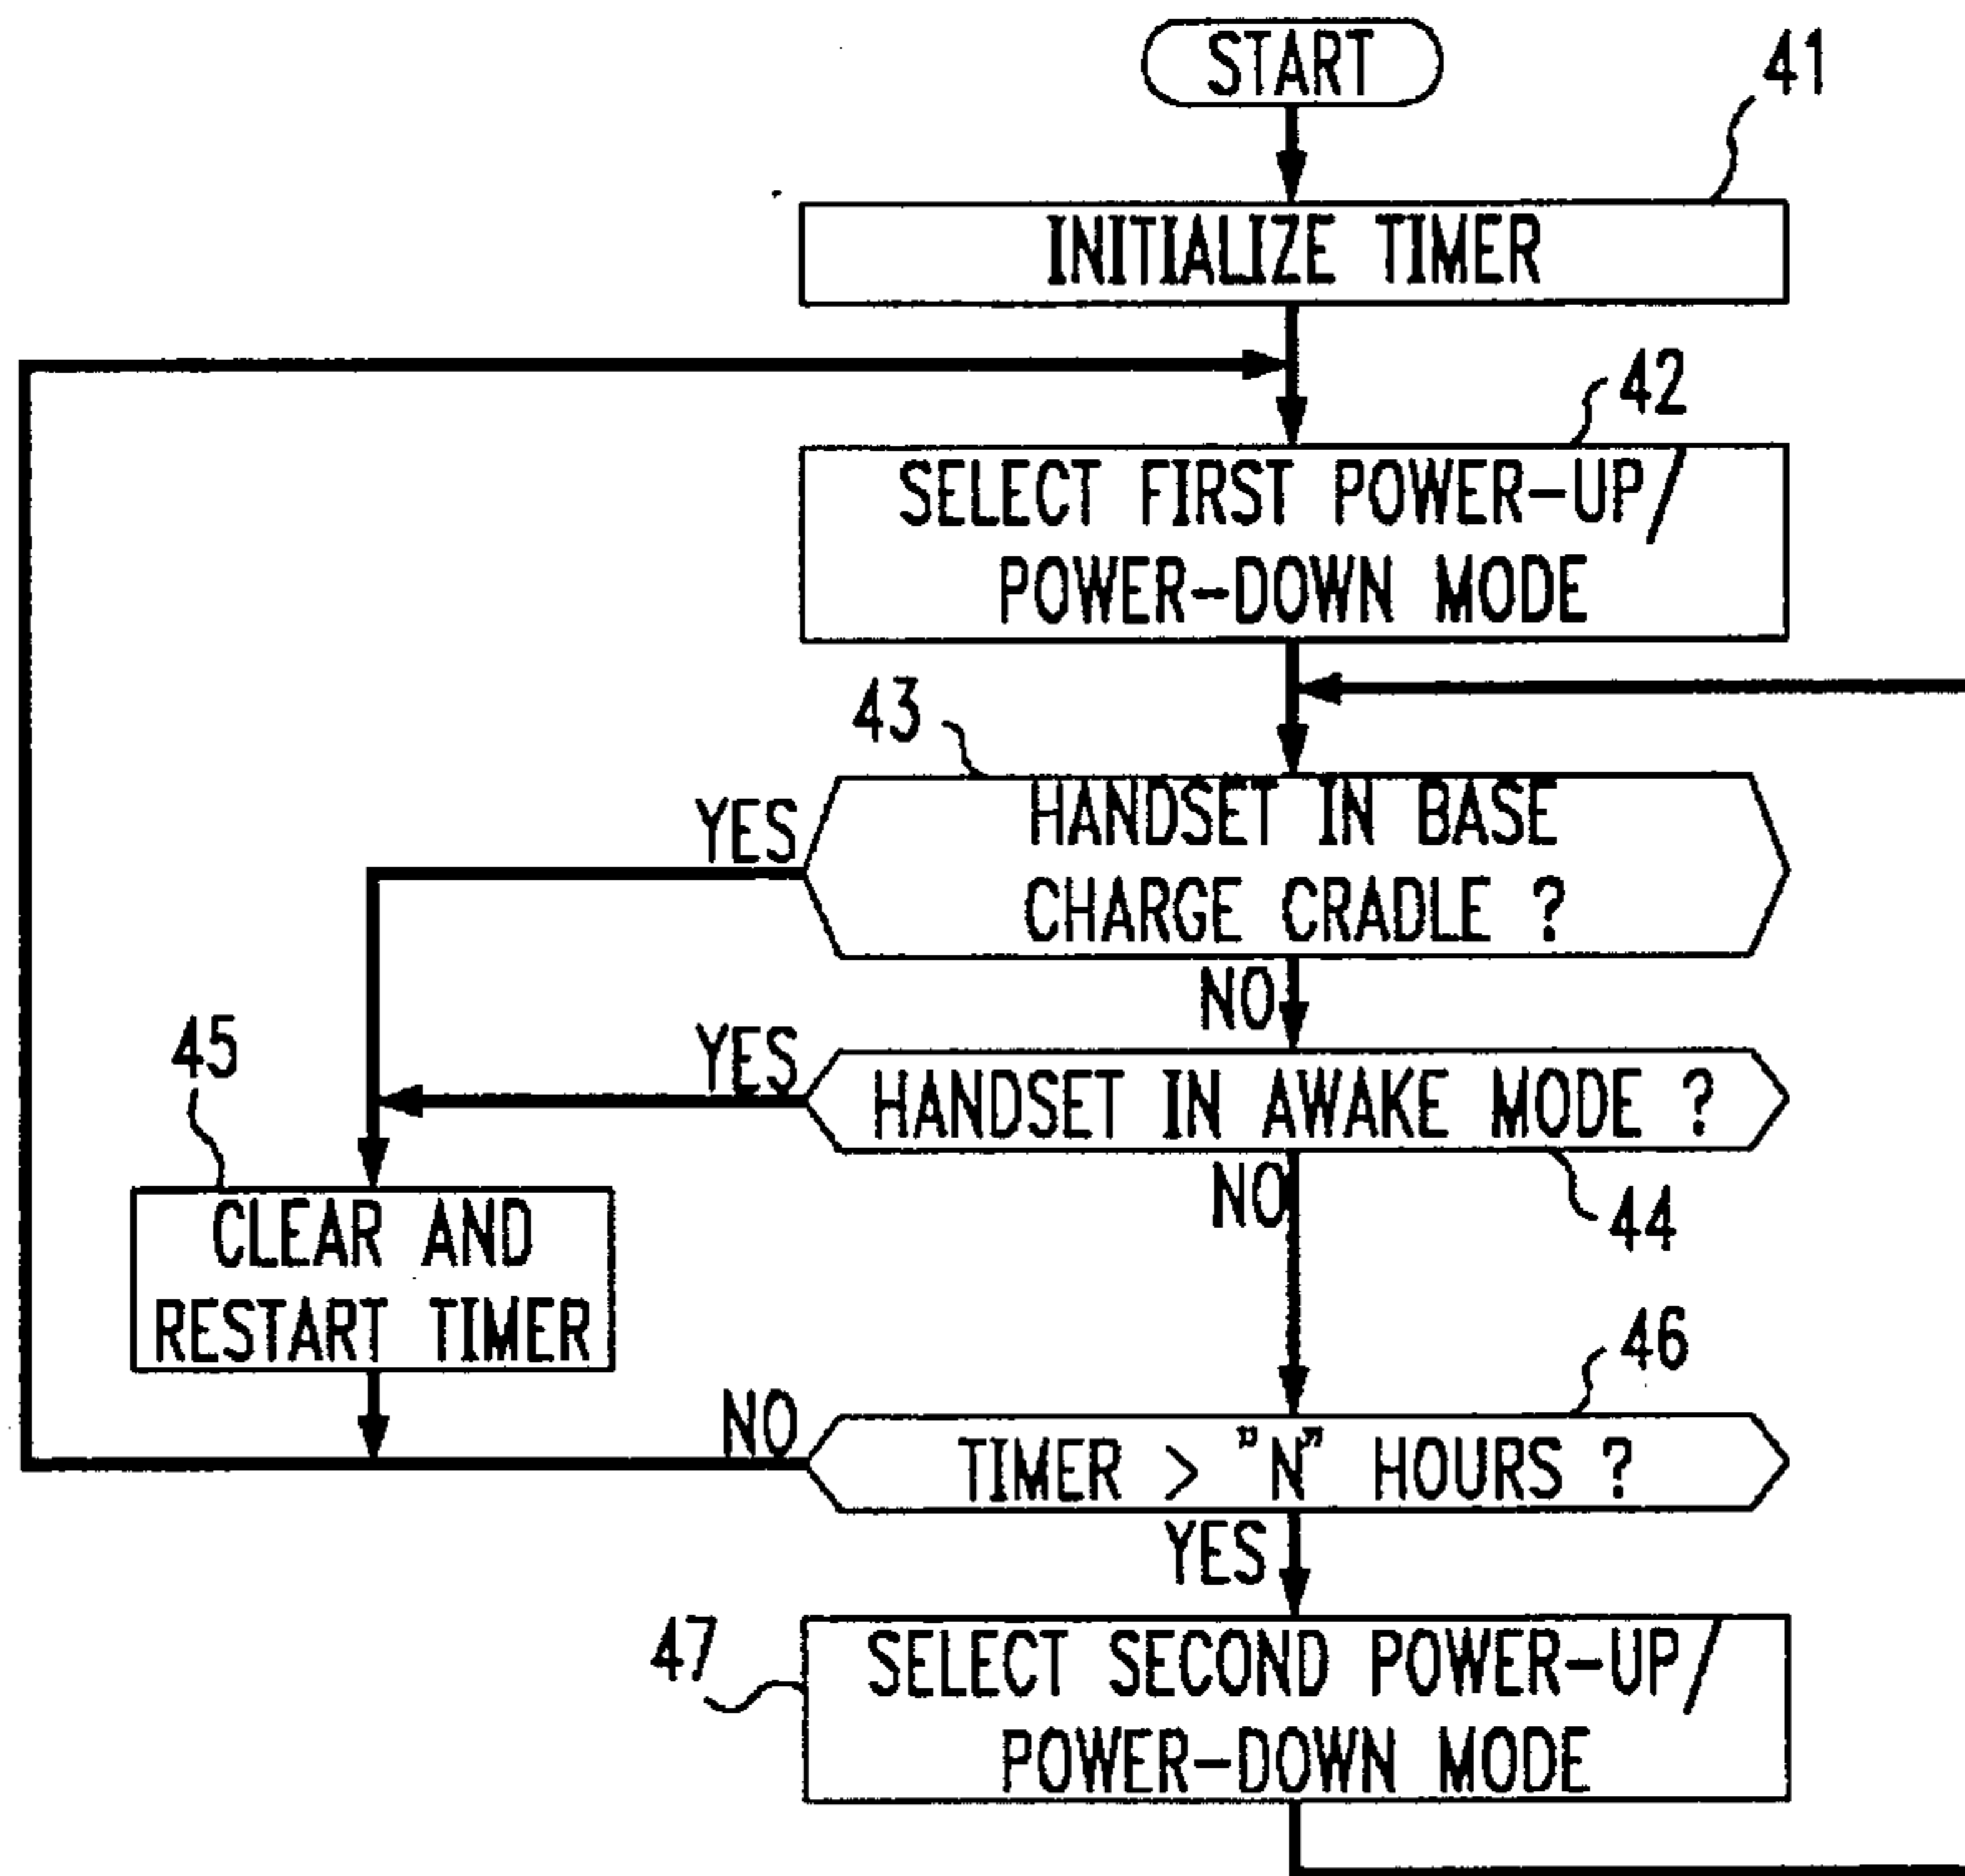 START
41
INITIALIZE TIMER
42
SELECT FIRST POWER-UP/
POWER-DOWN MODE
43
YES
HANDSET IN BASE
CHARGE CRADLE ?
NO
45
YES
HANDSET IN AWAKE MODE ?
NO
44
CLEAR AND
RESTART TIMER
46
NO
TIMER > "N" HOURS ?
YES
47
SELECT SECOND POWER-UP/
POWER-DOWN MODE